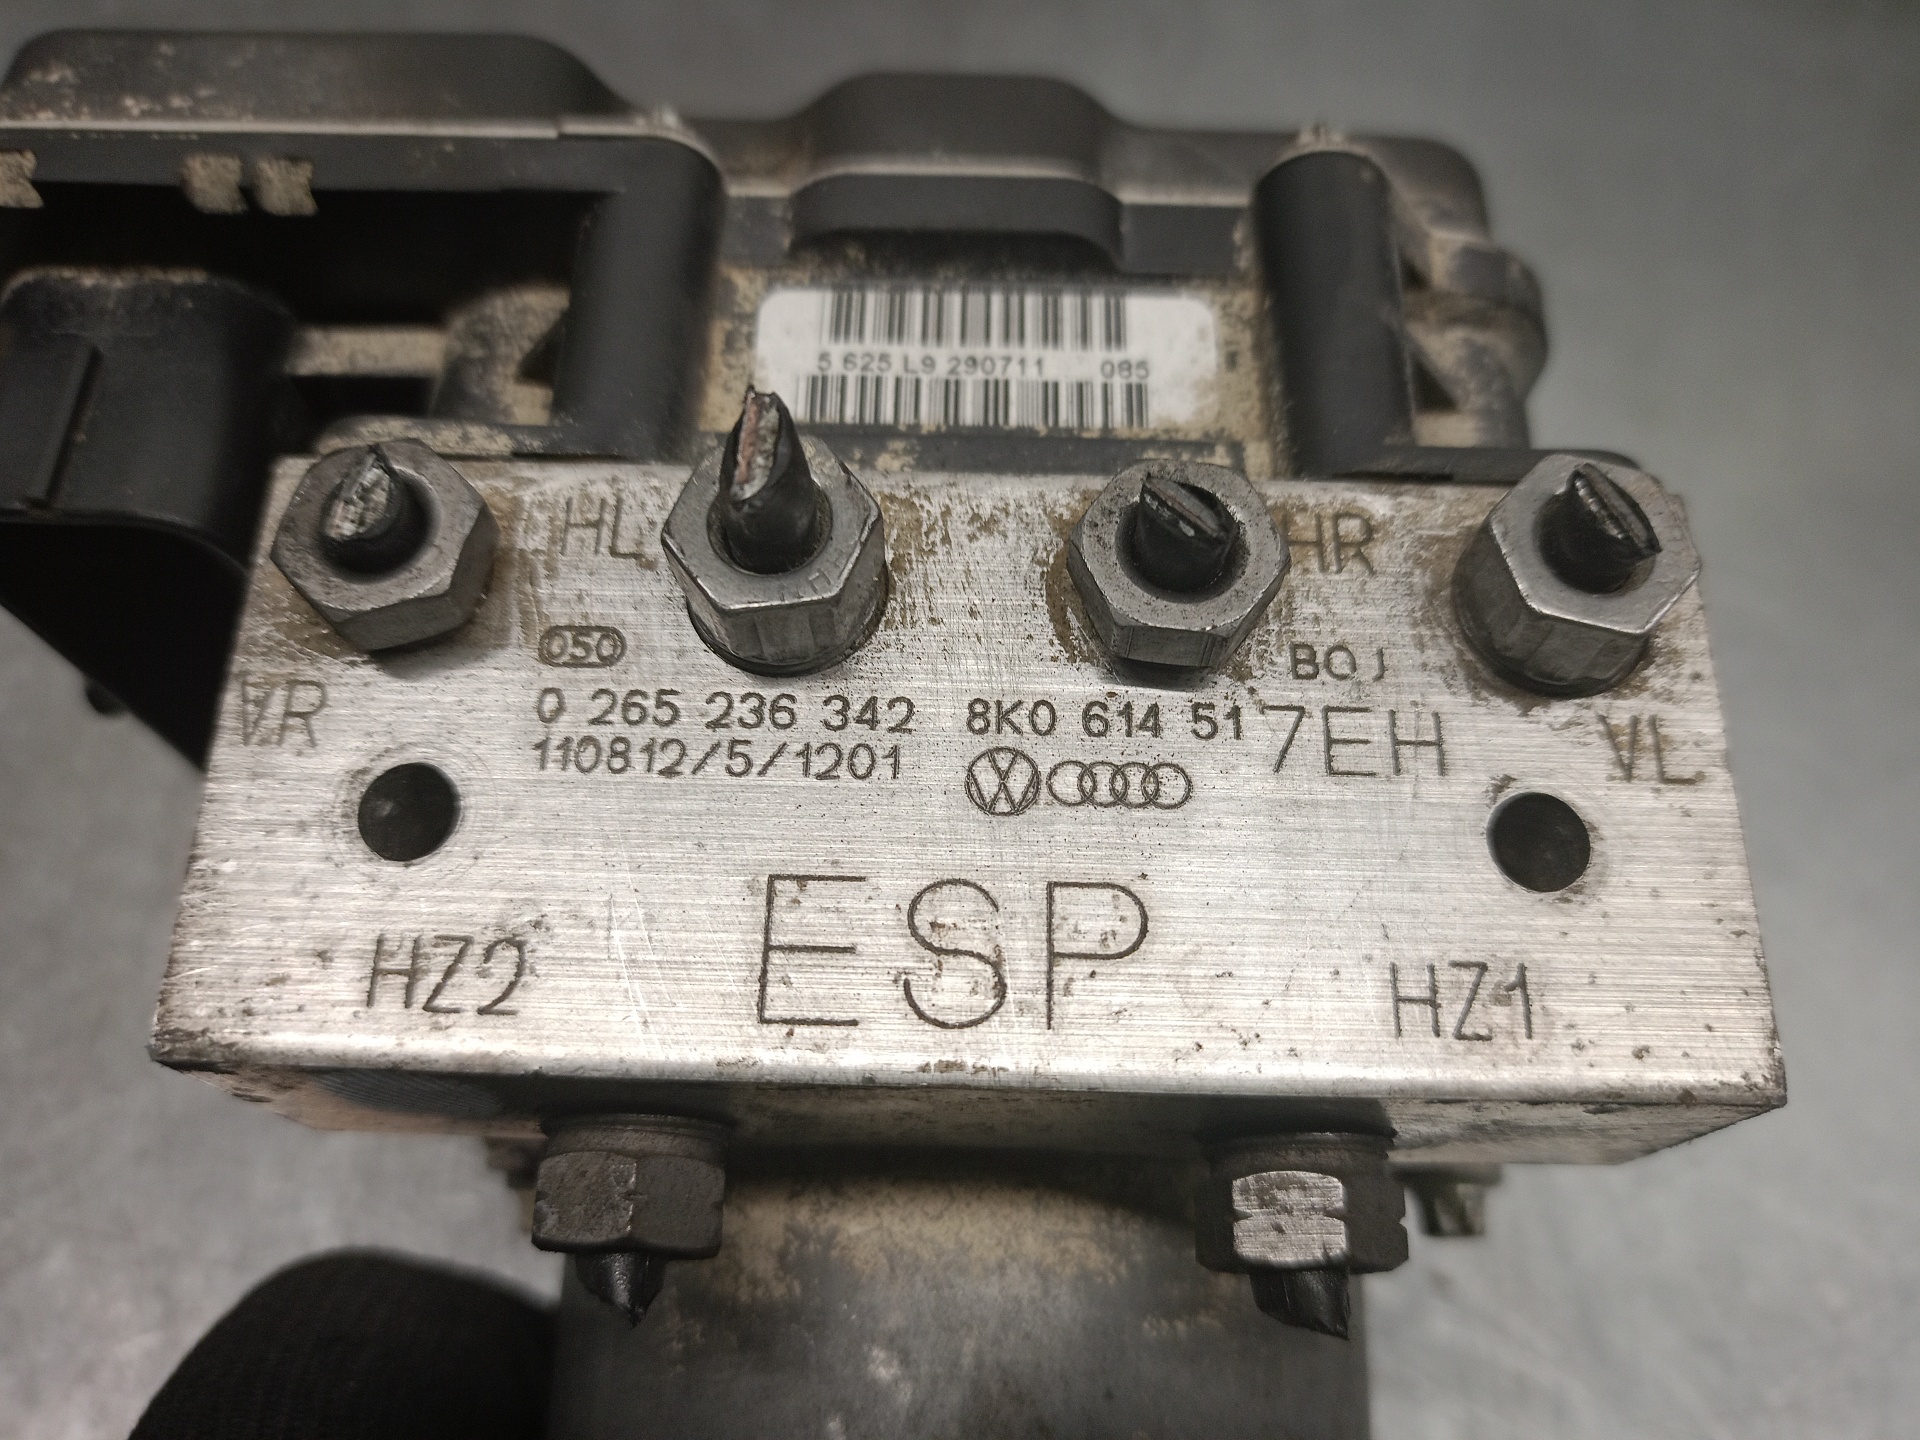 5 625 L9 290711 085
HL
HR
050
BOJ
VR
0 265 236 342 8K0 614 517EH
VL
110812/5/1201
ESP
HZ2
HZ1